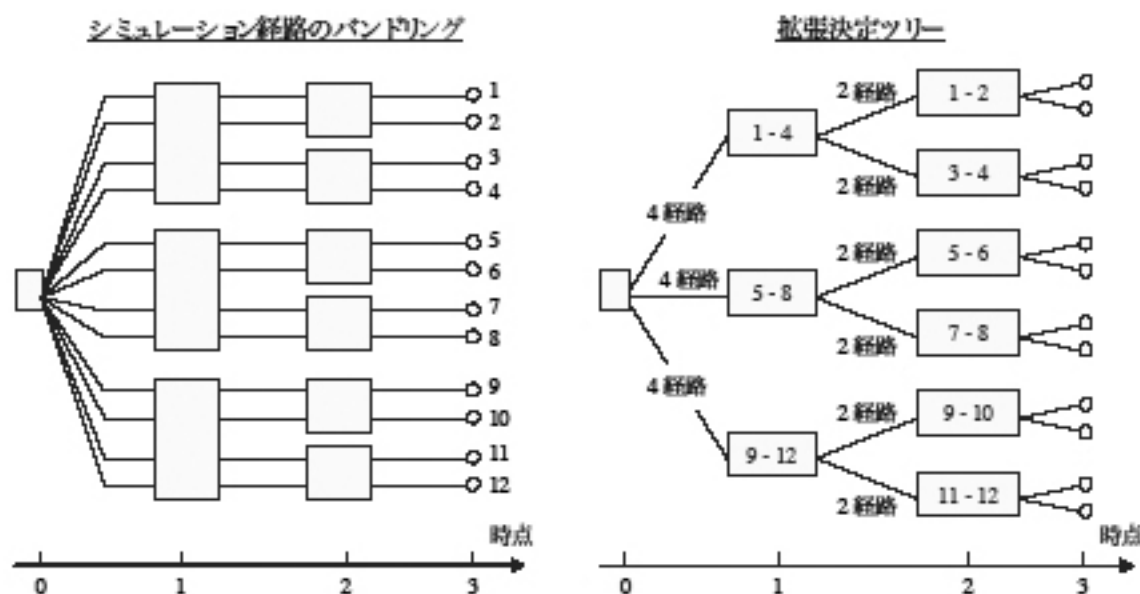 シミュレーション経路のバンドリング
1
2
3
4
5
6
7
8
9
10
11
12
時点
0 1 2 3
拡張決定ツリー
4 経路
4 経路
4 経路
1 - 4
5 - 8
9 - 12
2 経路
2 経路
2 経路
2 経路
2 経路
2 経路
1 - 2
3 - 4
5 - 6
7 - 8
9 - 10
11 - 12
時点
0 1 2 3